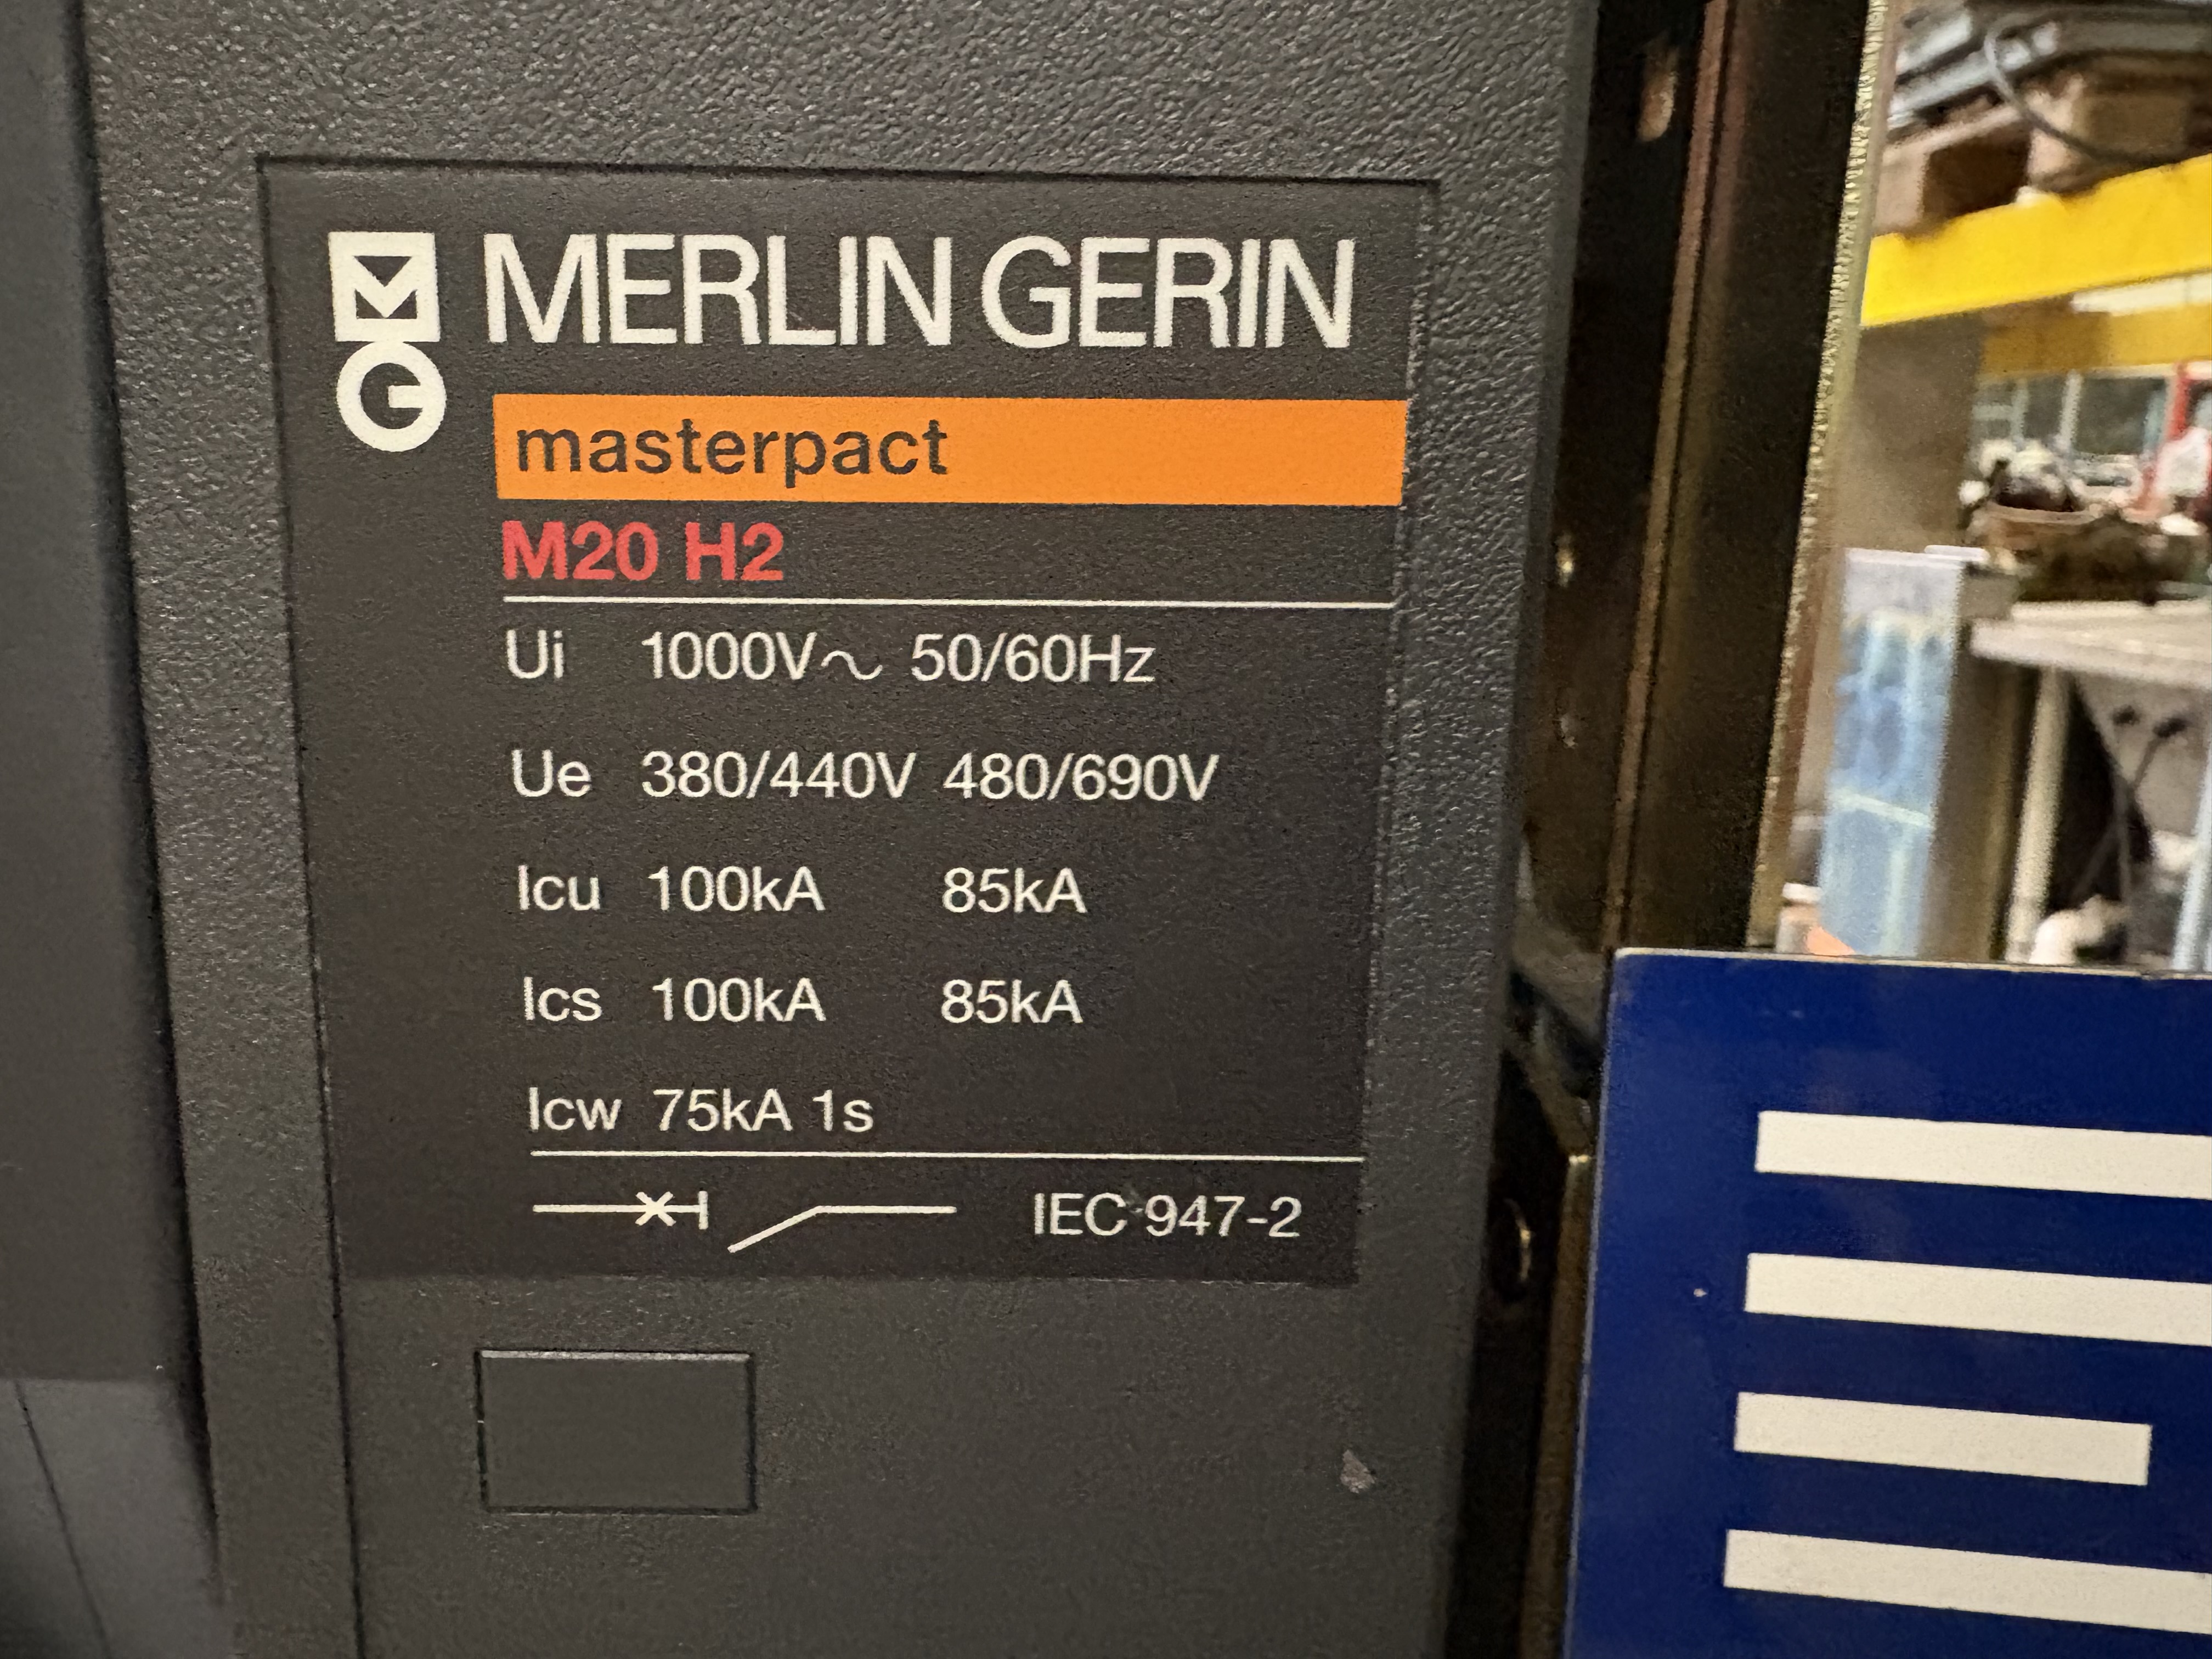 MERLIN GERIN
masterpact
M20 H2
Ui 1000V~ 50/60Hz
Ue 380/440V 480/690V
Icu 100kA 85kA
Ics 100kA 85kA
Icw 75kA 1s
IEC 947-2